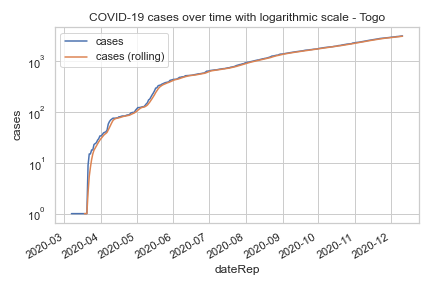 COVID-19 cases over time with logarithmic scale - Togo
cases
cases (rolling)
10³
10²
10¹
10⁰
cases
2020-03
2020-04
2020-05
2020-06
2020-07
2020-08
2020-09
2020-10
2020-11
2020-12
dateRep